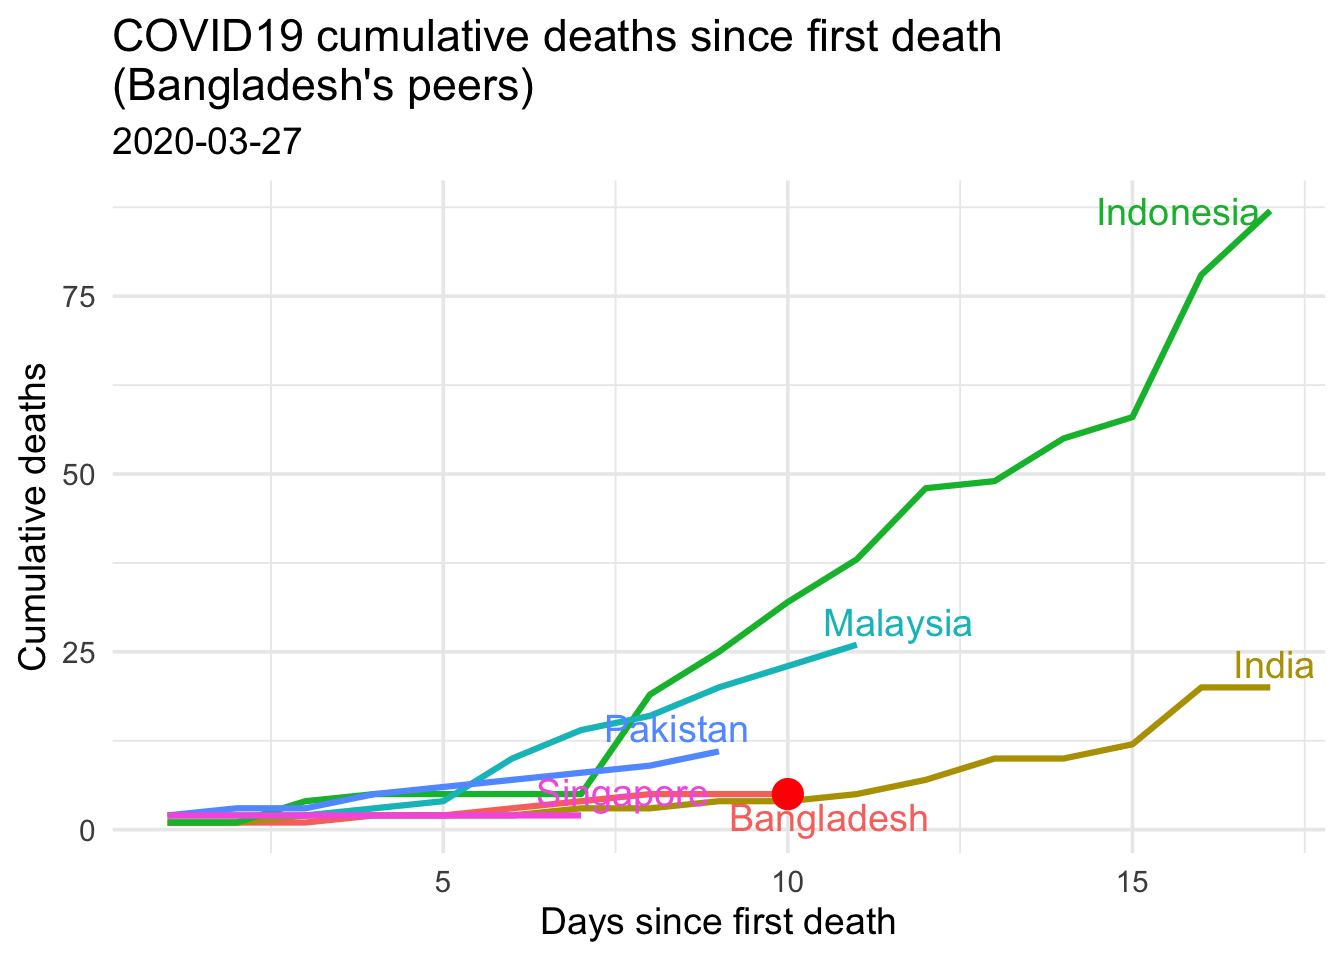 COVID19 cumulative deaths since first death
(Bangladesh's peers)
2020-03-27
Indonesia
75
50
Cumulative deaths
Malaysia
25
India
Pakistan
Singapore
Bangladesh
0
5
10
15
Days since first death